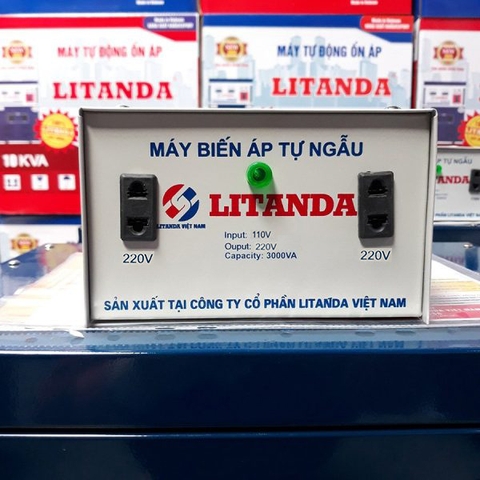 MÁY TỰ ĐỘNG ỔN ÁP
MÁY TỰ ĐỘNG ỔN ÁP
LITANDA
LITANDA
LITANDA
10KVA
MÁY BIẾN ÁP TỰ NGẪU
LITANDA
LITANDA VIỆT NAM
Input: 110V
Ouput: 220V
Capacity: 3000VA
220V
220V
SẢN XUẤT TẠI CÔNG TY CỔ PHẦN LITANDA VIỆT NAM